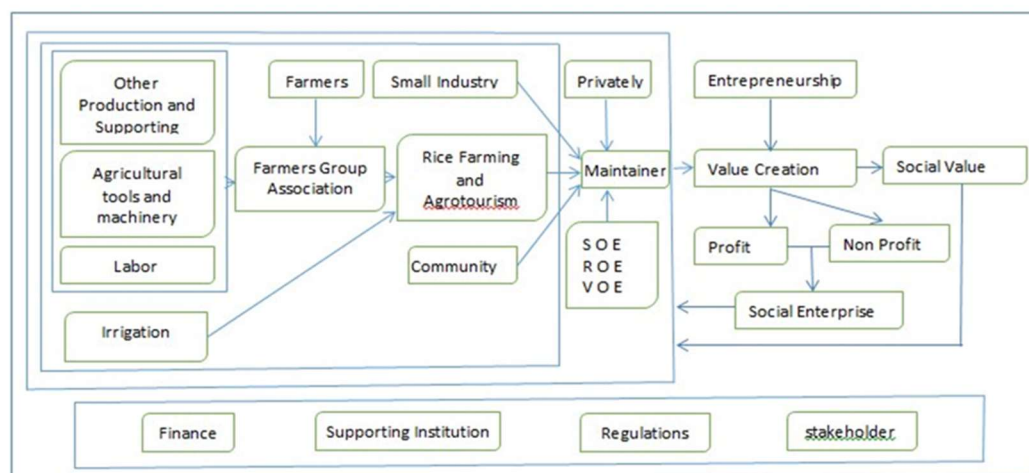 Other
Production and
Supporting
Agricultural
tools and
machinery
Labor
Irrigation
Farmers
Farmers Group
Association
Small Industry
Rice Farming
and
Agrotourism
Community
Privately
Maintainer
S O E
R O E
V O E
Entrepreneurship
Value Creation
Social Value
Profit
Non Profit
Social Enterprise
Finance
Supporting Institution
Regulations
stakeholder